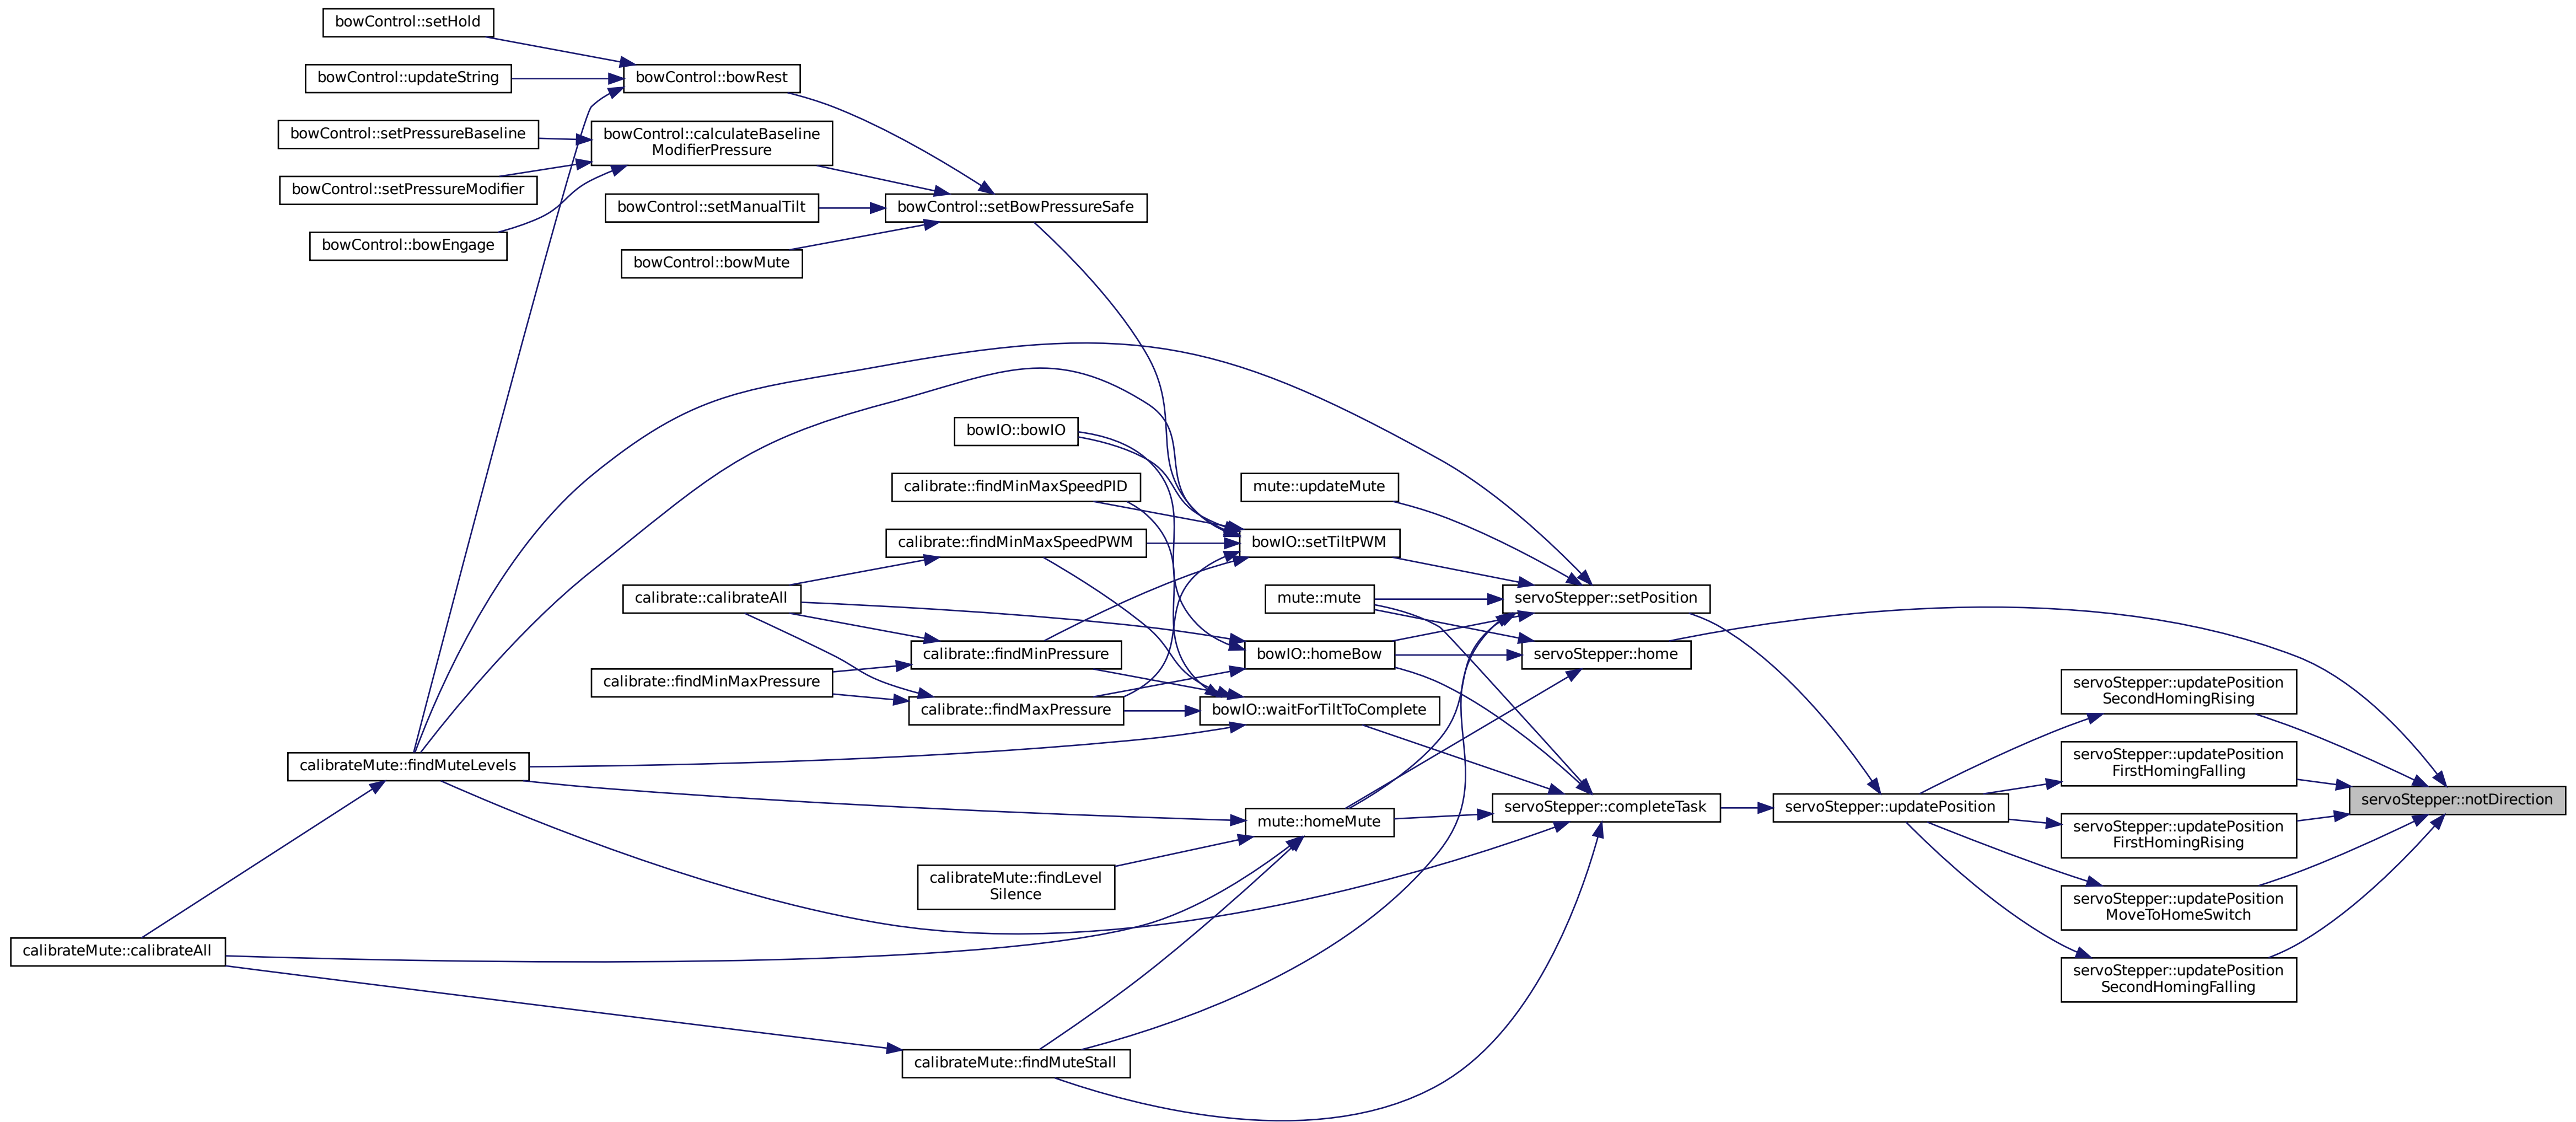 bowControl::setHold
bowControl::updateString
bowControl::bowRest
bowControl::setPressureBaseline
bowControl::calculateBaseline
ModifierPressure
bowControl::setPressureModifier
bowControl::setManualTilt
bowControl::setBowPressureSafe
bowControl::bowEngage
bowControl::bowMute
bowIO::bowIO
calibrate::findMinMaxSpeedPID
mute::updateMute
calibrate::findMinMaxSpeedPWM
bowIO::setTiltPWM
calibrate::calibrateAll
mute::mute
servoStepper::setPosition
calibrate::findMinPressure
bowIO::homeBow
servoStepper::home
calibrate::findMinMaxPressure
calibrate::findMaxPressure
bowIO::waitForTiltToComplete
servoStepper::updatePosition
SecondHomingRising
calibrateMute::findMuteLevels
servoStepper::updatePosition
FirstHomingFalling
mute::homeMute
servoStepper::completeTask
servoStepper::updatePosition
servoStepper::notDirection
servoStepper::updatePosition
FirstHomingRising
calibrateMute::findLevel
Silence
servoStepper::updatePosition
MoveToHomeSwitch
calibrateMute::calibrateAll
servoStepper::updatePosition
SecondHomingFalling
calibrateMute::findMuteStall